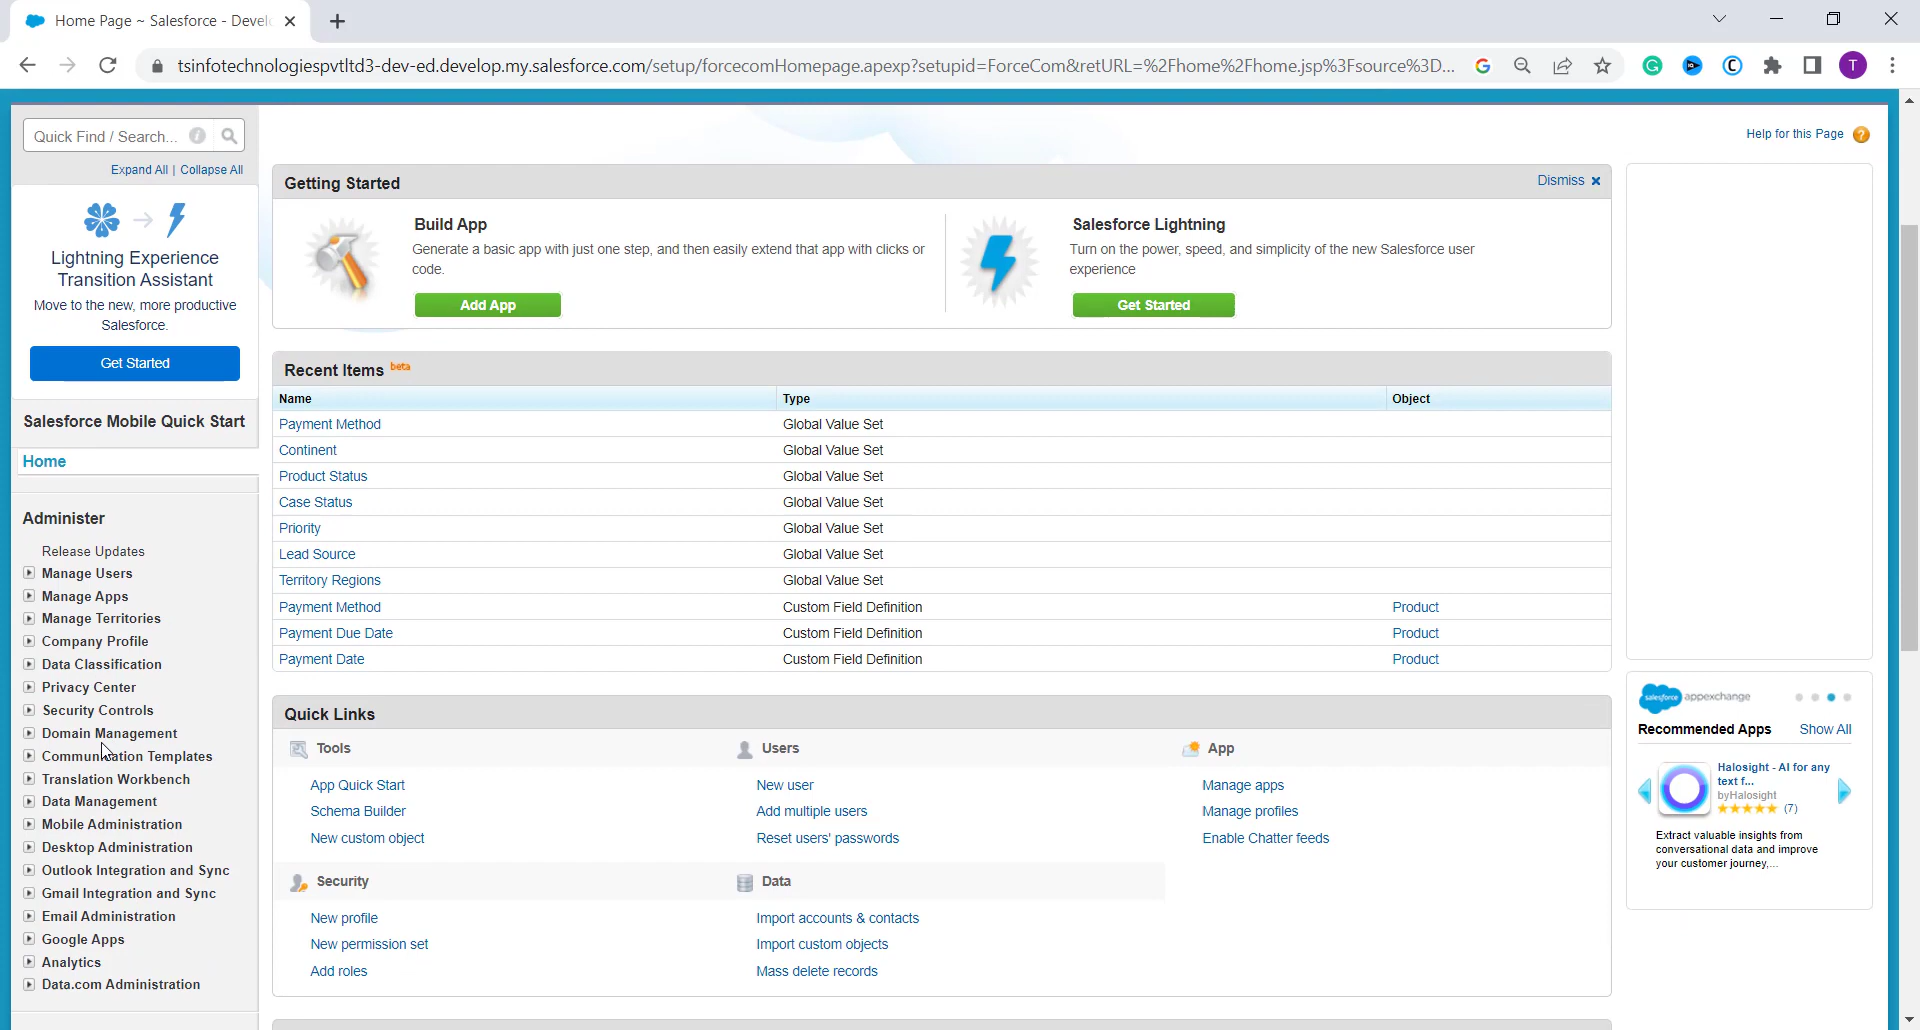 Home Page ~ Salesforce - Devel
tsinfotechnologiespvtltd3-dev-ed.develop.my.salesforce.com/setup/forcecomHomepage.apexp?setupid=ForceCom&retURL=%2Fhome%2Fhome.jsp%3Fsource%3D...
T
Quick Find / Search...
Expand All | Collapse All
Lightning Experience
Transition Assistant
Move to the new, more productive
Salesforce.
Get Started
Salesforce Mobile Quick Start
Home
Administer
Release Updates
Manage Users
Manage Apps
Manage Territories
Company Profile
Data Classification
Privacy Center
Security Controls
Domain Management
Communication Templates
Translation Workbench
Data Management
Mobile Administration
Desktop Administration
Outlook Integration and Sync
Gmail Integration and Sync
Email Administration
Google Apps
Analytics
Data.com Administration
Help for this Page ?
Getting Started
Dismiss
Build App
Generate a basic app with just one step, and then easily extend that app with clicks or
code.
Add App
Salesforce Lightning
Turn on the power, speed, and simplicity of the new Salesforce user
experience
Get Started
Recent Items beta
Name Type Object
Payment Method Global Value Set
Continent Global Value Set
Product Status Global Value Set
Case Status Global Value Set
Priority Global Value Set
Lead Source Global Value Set
Territory Regions Global Value Set
Payment Method Custom Field Definition Product
Payment Due Date Custom Field Definition Product
Payment Date Custom Field Definition Product
Quick Links
Tools
App Quick Start
Schema Builder
New custom object
Users
New user
Add multiple users
Reset users' passwords
App
Manage apps
Manage profiles
Enable Chatter feeds
Security
New profile
New permission set
Add roles
Data
Import accounts & contacts
Import custom objects
Mass delete records
salesforce appexchange
Recommended Apps Show All
Halosight - AI for any
text f...
byHalosight
(7)
Extract valuable insights from
conversational data and improve
your customer journey,...